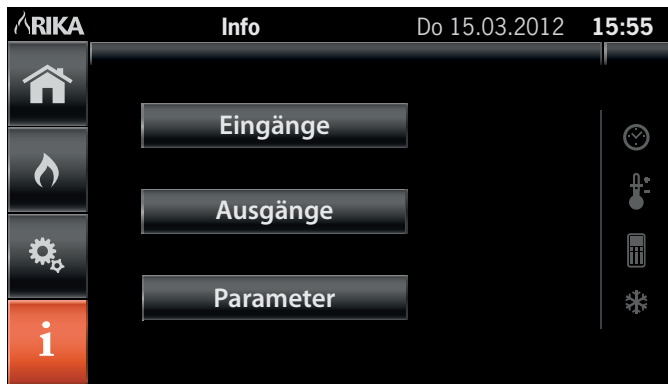 RIKA Info Do 15.03.2012 15:55
Eingänge
Ausgänge
Parameter
i